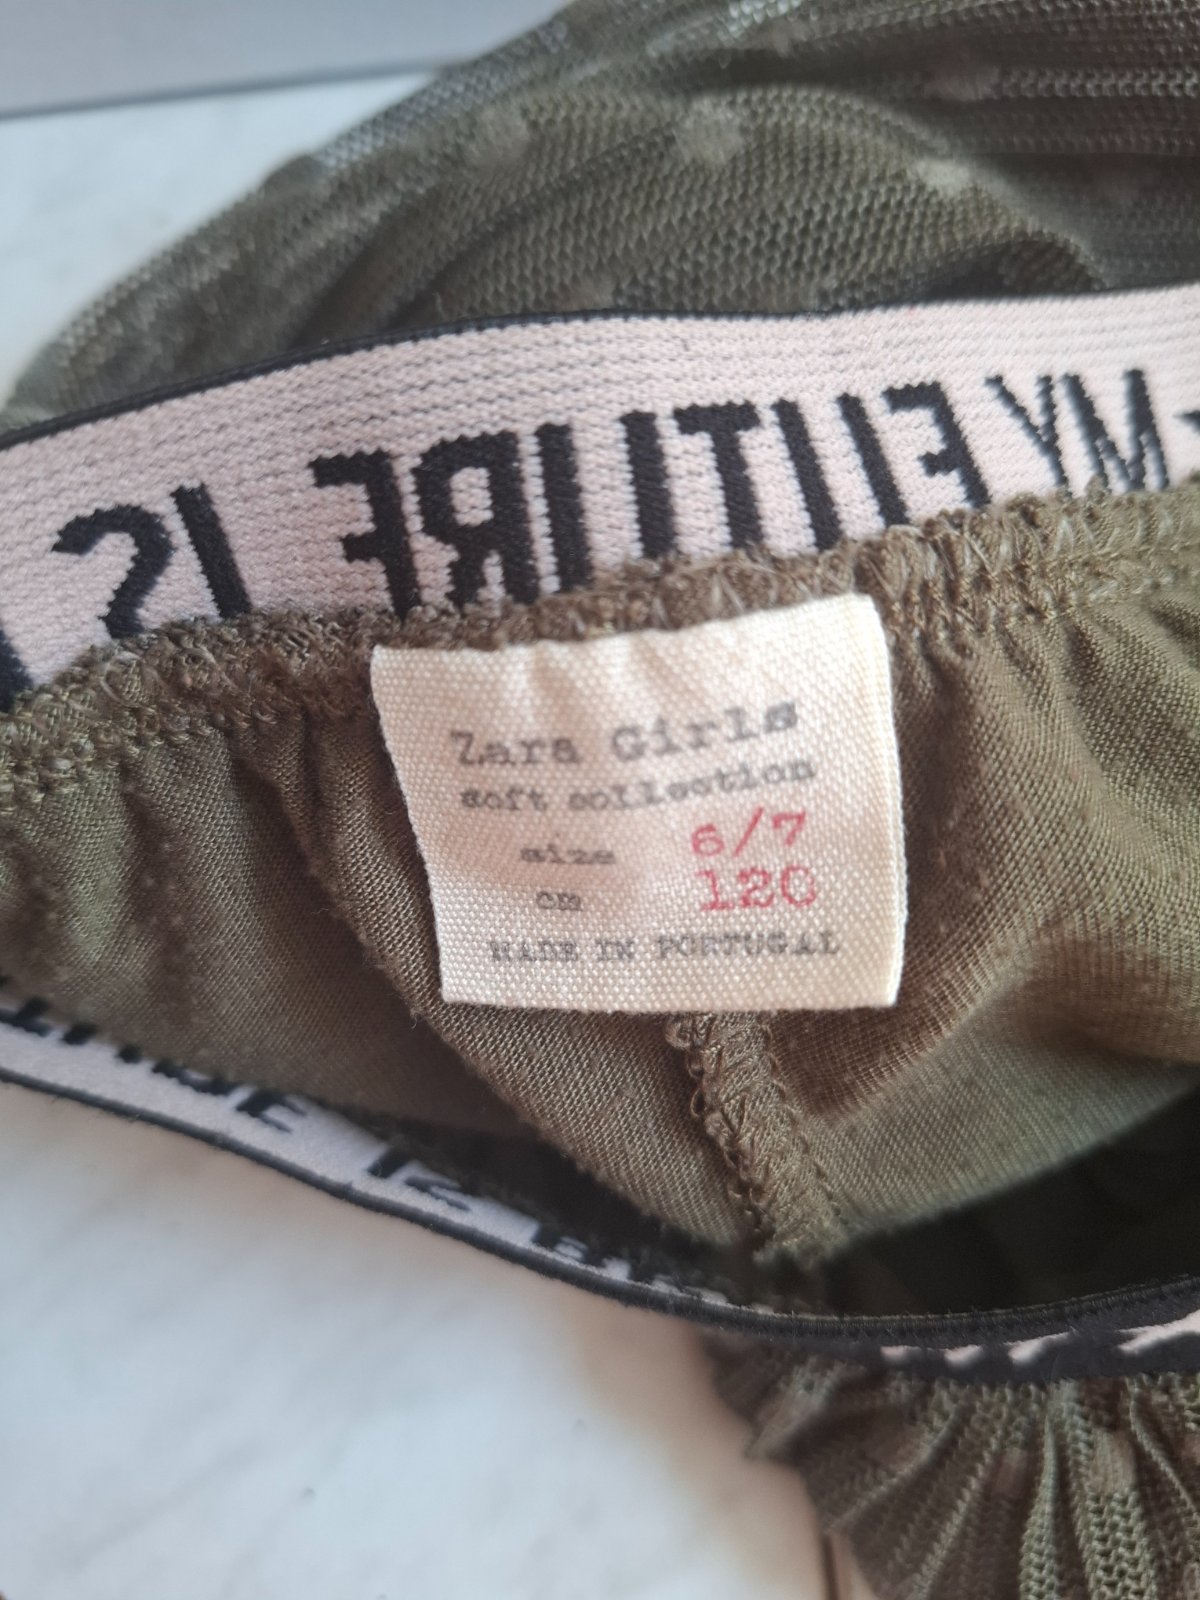 MY FUTURE IS
Zara Girls
soft collection
size 6/7
cm 120
MADE IN PORTUGAL